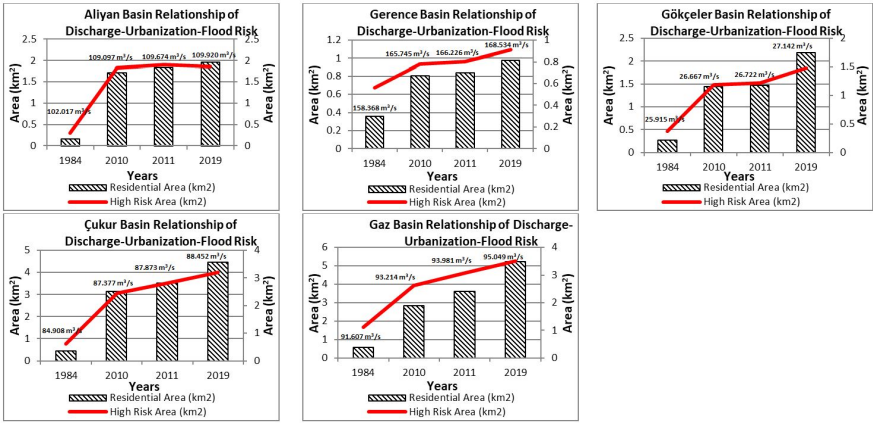 Aliyan Basin Relationship of
Discharge-Urbanization-Flood Risk
109.097 m³/s
109.674 m³/s
109.920 m³/s
102.017 m³/s
Area (km²)
2.5
2
1.5
1
0.5
0
2.5
2
1.5
1
0.5
0
Area (km²)
1984 2010 2011 2019
Years
Residential Area (km2)
High Risk Area (km2)
Gerence Basin Relationship of
Discharge-Urbanization-Flood Risk
165.745 m³/s
166.226 m³/s
168.534 m³/s
158.368 m³/s
Area (km²)
1.2
1
0.8
0.6
0.4
0.2
0
1
0.8
0.6
0.4
0.2
0
Area (km²)
1984 2010 2011 2019
Years
Residential Area (km2)
High Risk Area (km2)
Gökçeler Basin Relationship of
Discharge-Urbanization-Flood Risk
27.142 m³/s
26.667 m³/s
26.722 m³/s
25.915 m³/s
Area (km²)
2.5
2
1.5
1
0.5
0
2
1.5
1
0.5
0
Area (km²)
1984 2010 2011 2019
Years
Residential Area (km2)
High Risk Area (km2)
Çukur Basin Relationship of
Discharge-Urbanization-Flood Risk
88.452 m³/s
87.873 m³/s
87.377 m³/s
84.908 m³/s
Area (km²)
5
4
3
2
1
0
4
3
2
1
0
Area (km²)
1984 2010 2011 2019
Years
Residential Area (km2)
High Risk Area (km2)
Gaz Basin Relationship of Discharge-
Urbanization-Flood Risk
95.049 m³/s
93.981 m³/s
93.214 m³/s
91.607 m³/s
Area (km²)
6
5
4
3
2
1
0
4
3
2
1
0
Area (km²)
1984 2010 2011 2019
Years
Residential Area (km2)
High Risk Area (km2)